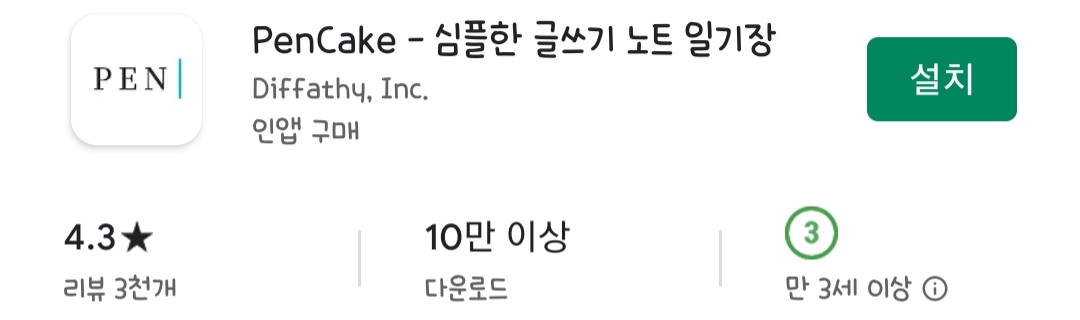 PEN
PenCake - 심플한 글쓰기 노트 일기장
Diffathy, Inc.
인앱 구매
설치
4.3★
리뷰 3천개
10만 이상
다운로드
3
만 3세 이상